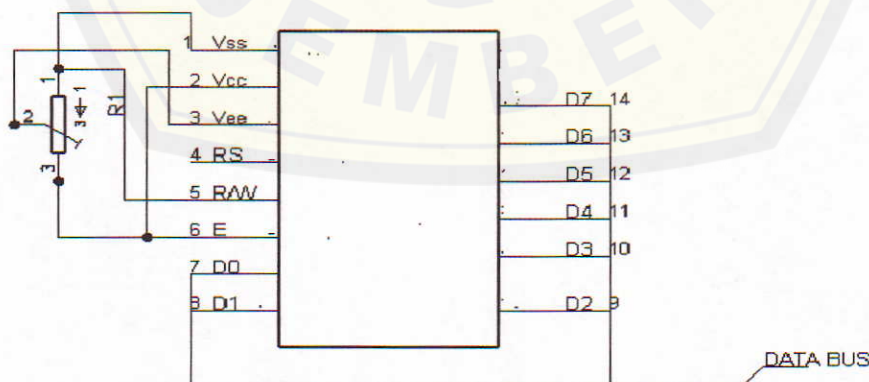 EMBE
1 Vss
2 Vcc
3 Vee
4 RS
5 R/W
6 E
7 D0
8 D1
D7 14
D6 13
D5 12
D4 11
D3 10
D2 9
1
2
3
3 1
R1
DATA BUS